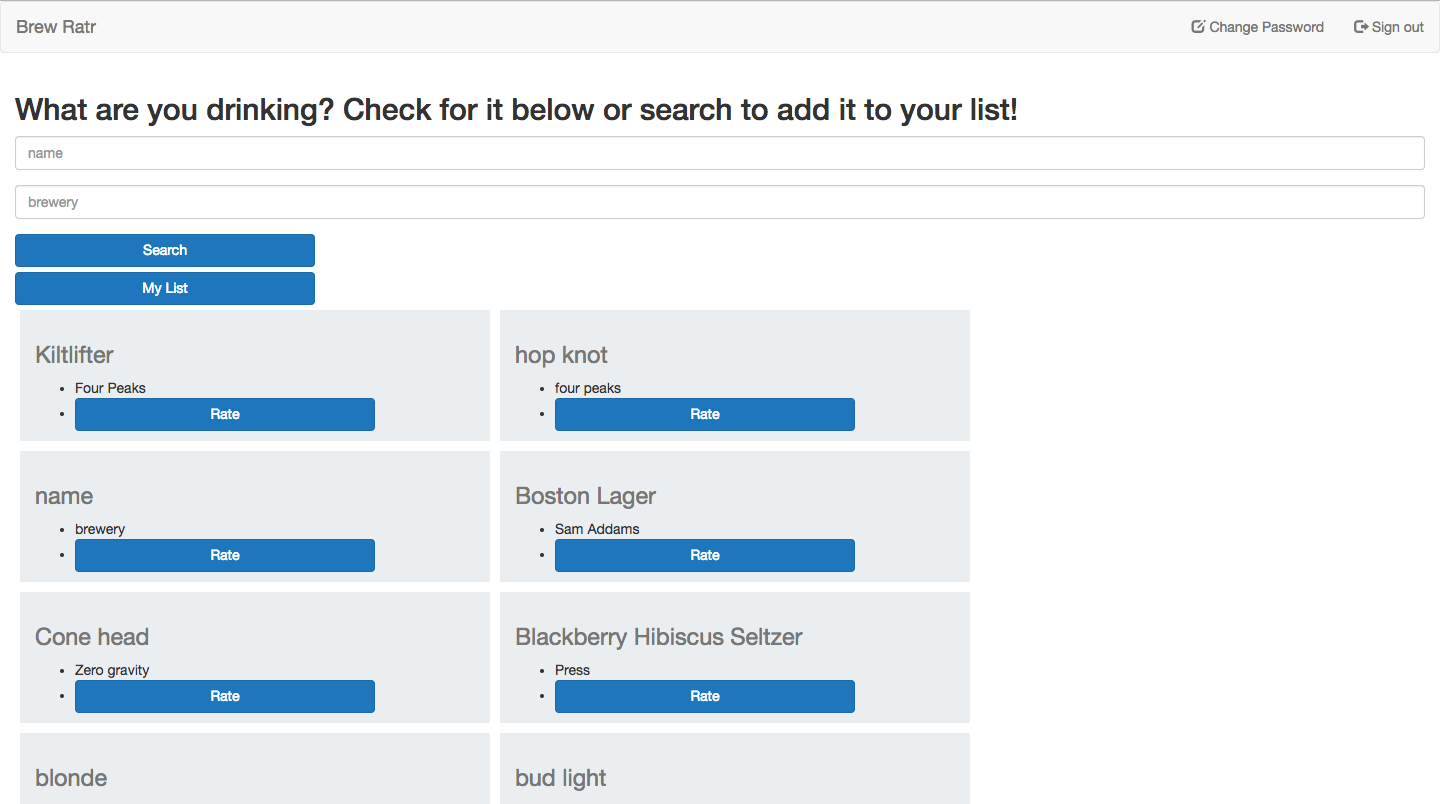 Brew Ratr
Change Password
Sign out
What are you drinking? Check for it below or search to add it to your list!
name
brewery
Search
My List
Kiltlifter
Four Peaks
Rate
hop knot
four peaks
Rate
name
brewery
Rate
Boston Lager
Sam Addams
Rate
Cone head
Zero gravity
Rate
Blackberry Hibiscus Seltzer
Press
Rate
blonde
bud light